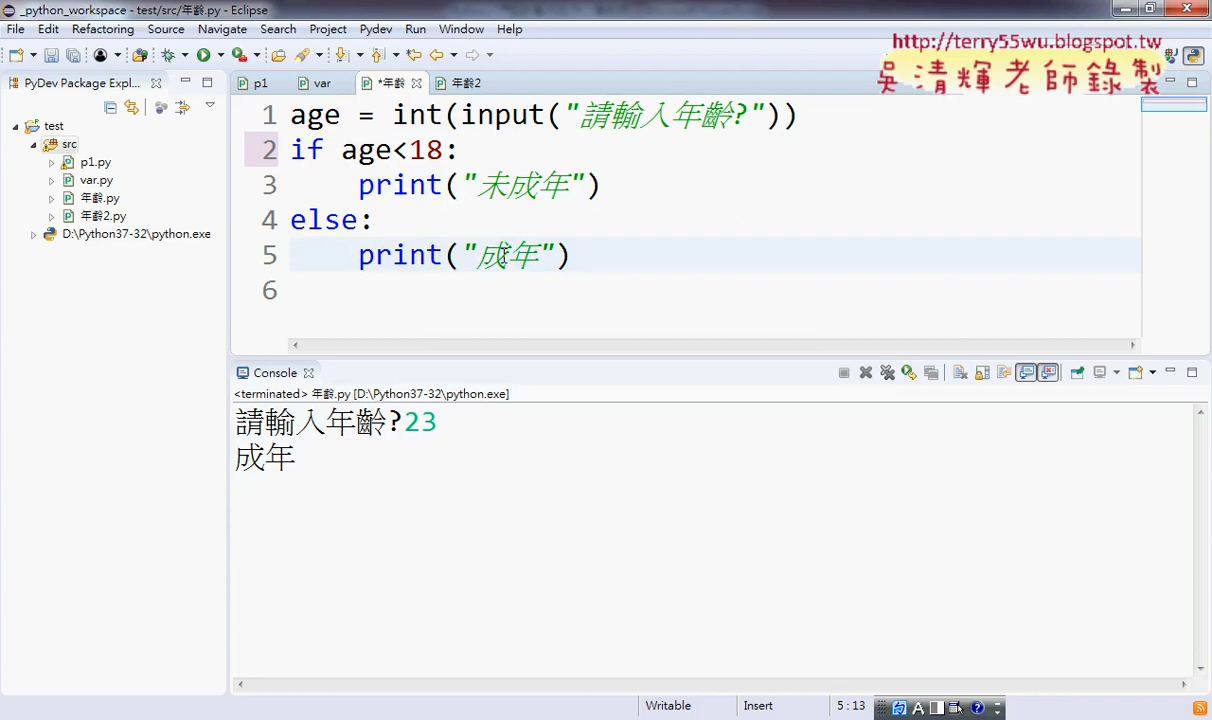 _python_workspace - test/src/年齡.py - Eclipse
File Edit Refactoring Source Navigate Search Project Pydev Run Window Help
http://terry55wu.blogspot.tw
吳清輝老師錄製
PyDev Package Expl...
p1 var *年齡 年齡2
test
src
p1.py
var.py
年齡.py
年齡2.py
D:\Python37-32\python.exe
1 age = int(input("請輸入年齡?"))
2 if age<18:
3 print("未成年")
4 else:
5 print("成年")
6
Console
<terminated> 年齡.py [D:\Python37-32\python.exe]
請輸入年齡?23
成年
Writable Insert 5:13